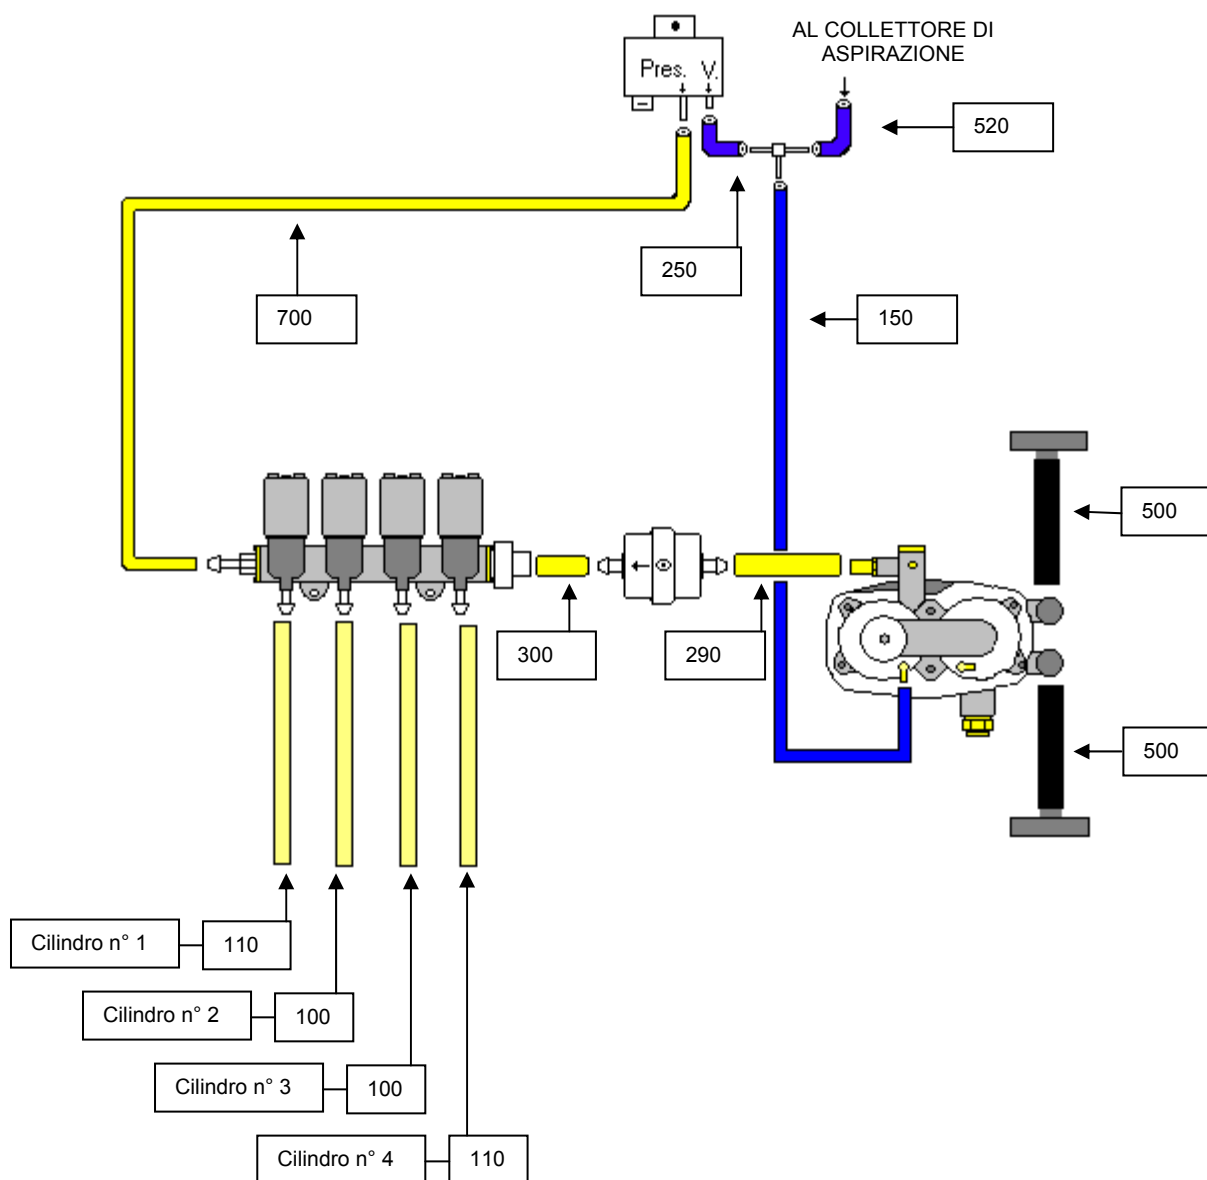 AL COLLETTORE DI
ASPIRAZIONE
Pres. V.
520
250
700
150
500
300
290
500
Cilindro n° 1
110
Cilindro n° 2
100
Cilindro n° 3
100
Cilindro n° 4
110